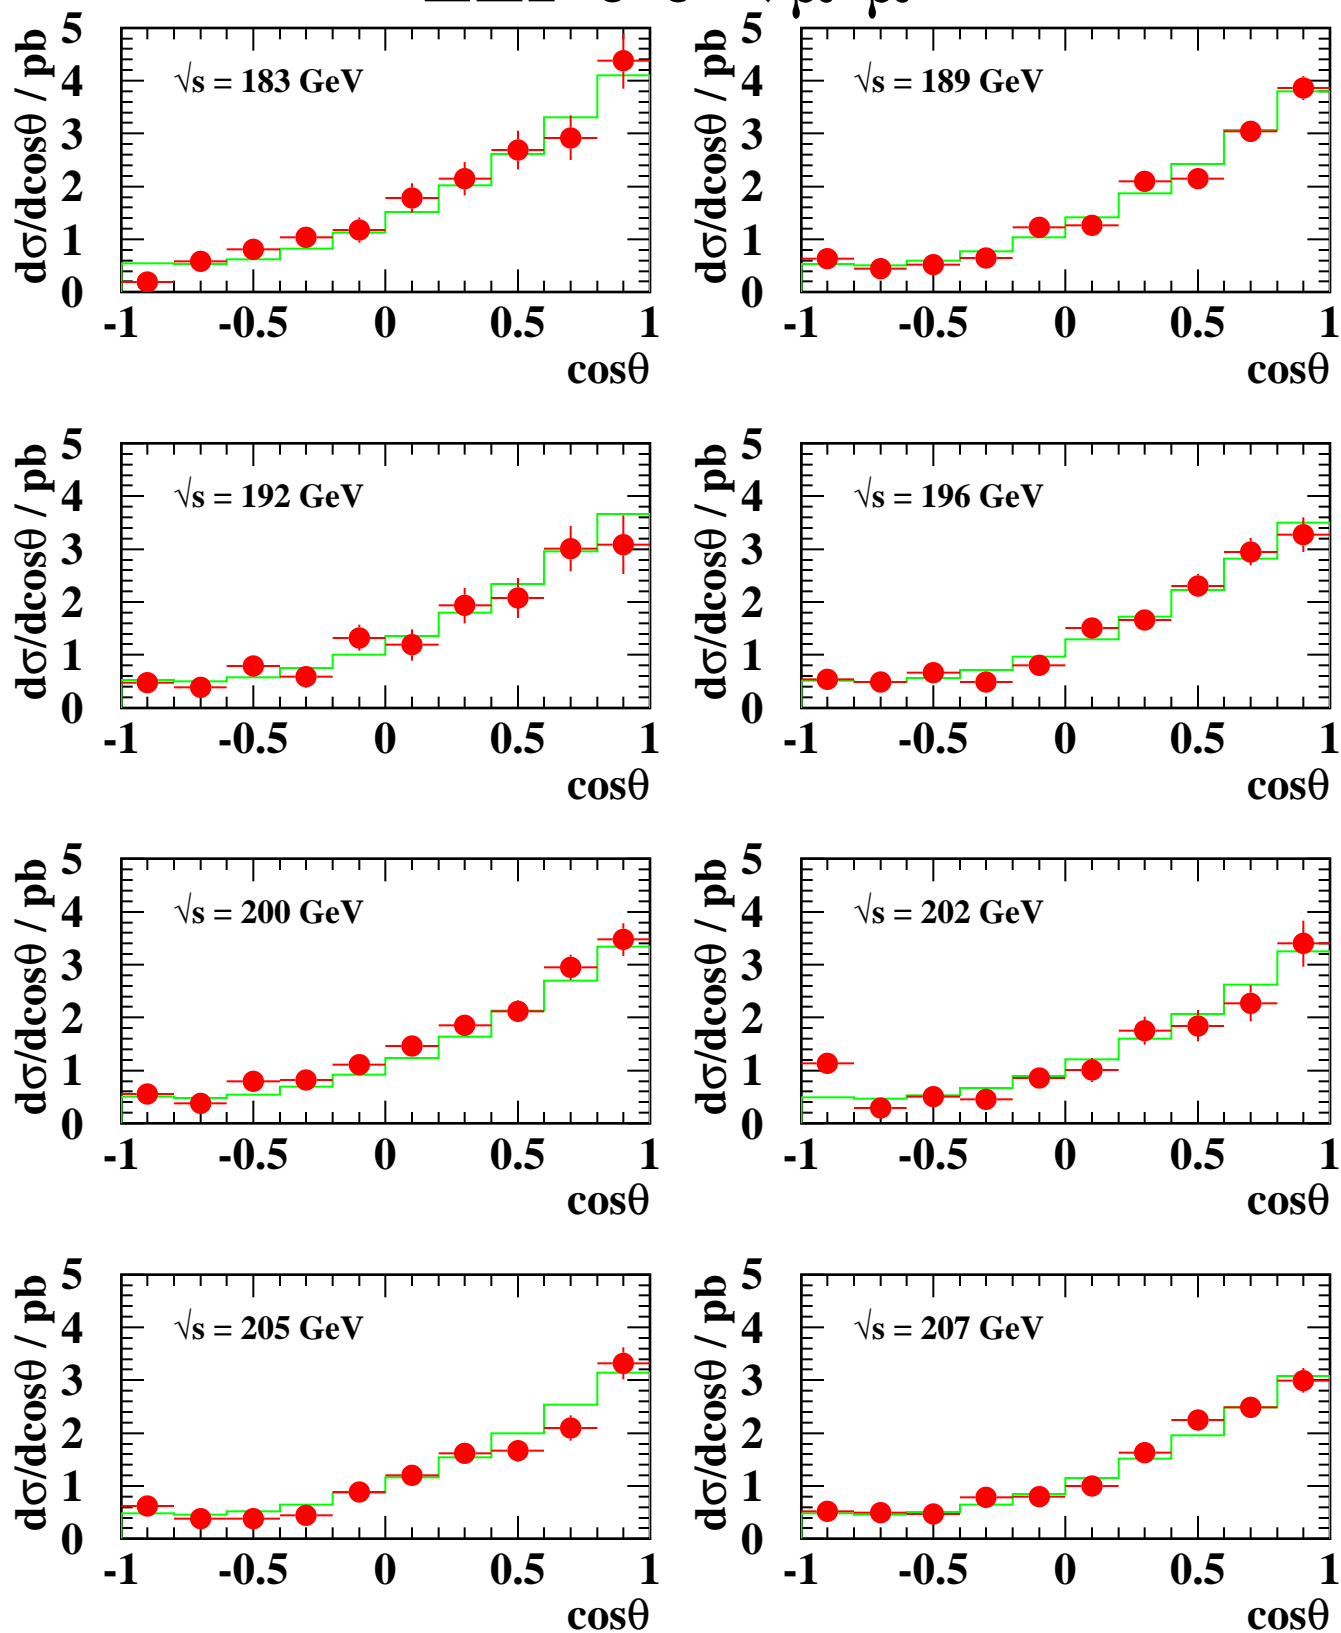 √s = 183 GeV
dσ/dcosθ / pb
0 1 2 3 4 5
-1 -0.5 0 0.5 1
cosθ
√s = 189 GeV
dσ/dcosθ / pb
0 1 2 3 4 5
-1 -0.5 0 0.5 1
cosθ
√s = 192 GeV
dσ/dcosθ / pb
0 1 2 3 4 5
-1 -0.5 0 0.5 1
cosθ
√s = 196 GeV
dσ/dcosθ / pb
0 1 2 3 4 5
-1 -0.5 0 0.5 1
cosθ
√s = 200 GeV
dσ/dcosθ / pb
0 1 2 3 4 5
-1 -0.5 0 0.5 1
cosθ
√s = 202 GeV
dσ/dcosθ / pb
0 1 2 3 4 5
-1 -0.5 0 0.5 1
cosθ
√s = 205 GeV
dσ/dcosθ / pb
0 1 2 3 4 5
-1 -0.5 0 0.5 1
cosθ
√s = 207 GeV
dσ/dcosθ / pb
0 1 2 3 4 5
-1 -0.5 0 0.5 1
cosθ